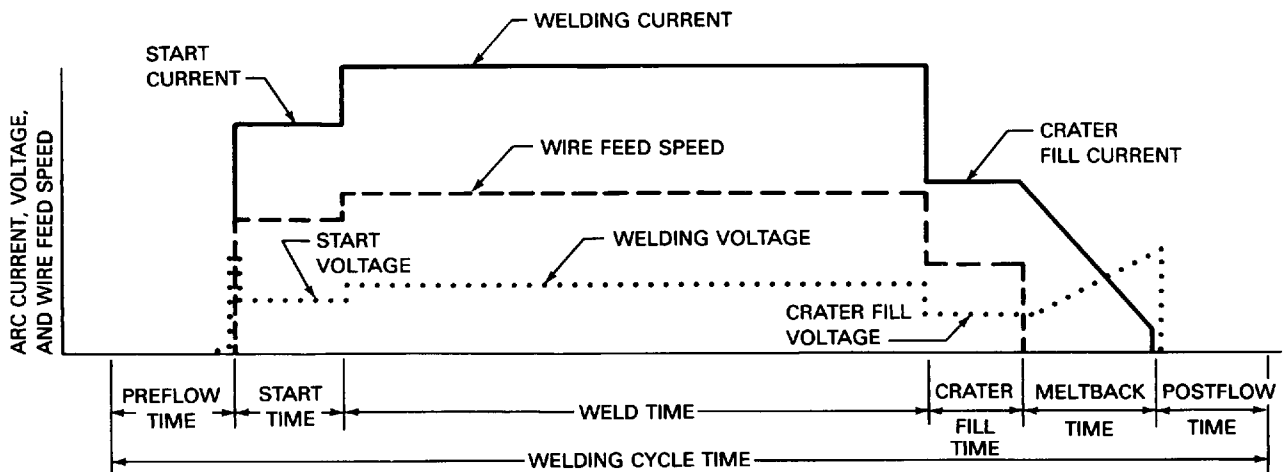 WELDING CURRENT
START
CURRENT
ARC CURRENT, VOLTAGE,
AND WIRE FEED SPEED
WIRE FEED SPEED
CRATER
FILL CURRENT
START
VOLTAGE
WELDING VOLTAGE
CRATER FILL
VOLTAGE
PREFLOW
TIME
START
TIME
WELD TIME
CRATER
FILL
TIME
MELTBACK
TIME
POSTFLOW
TIME
WELDING CYCLE TIME